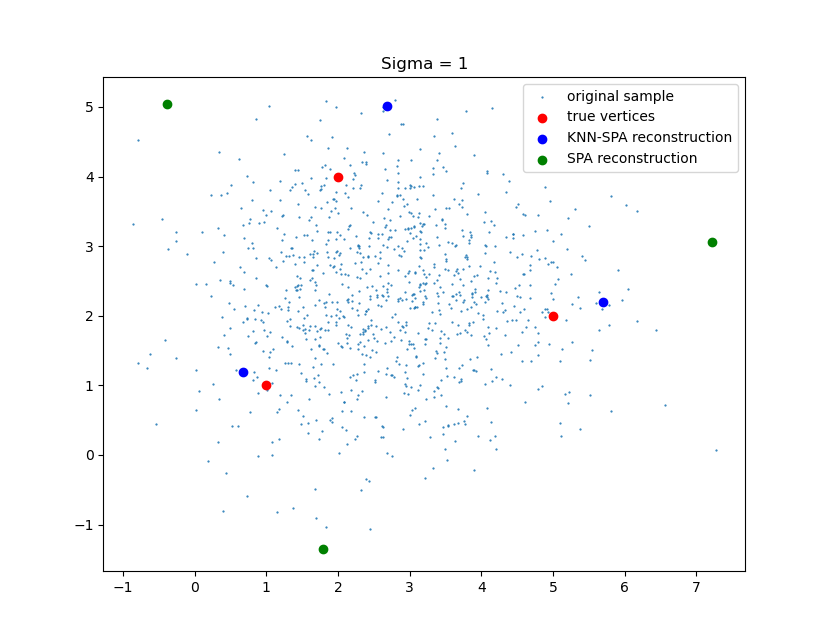 Sigma = 1
original sample
true vertices
KNN-SPA reconstruction
SPA reconstruction
5
4
3
2
1
0
−1
−1 0 1 2 3 4 5 6 7